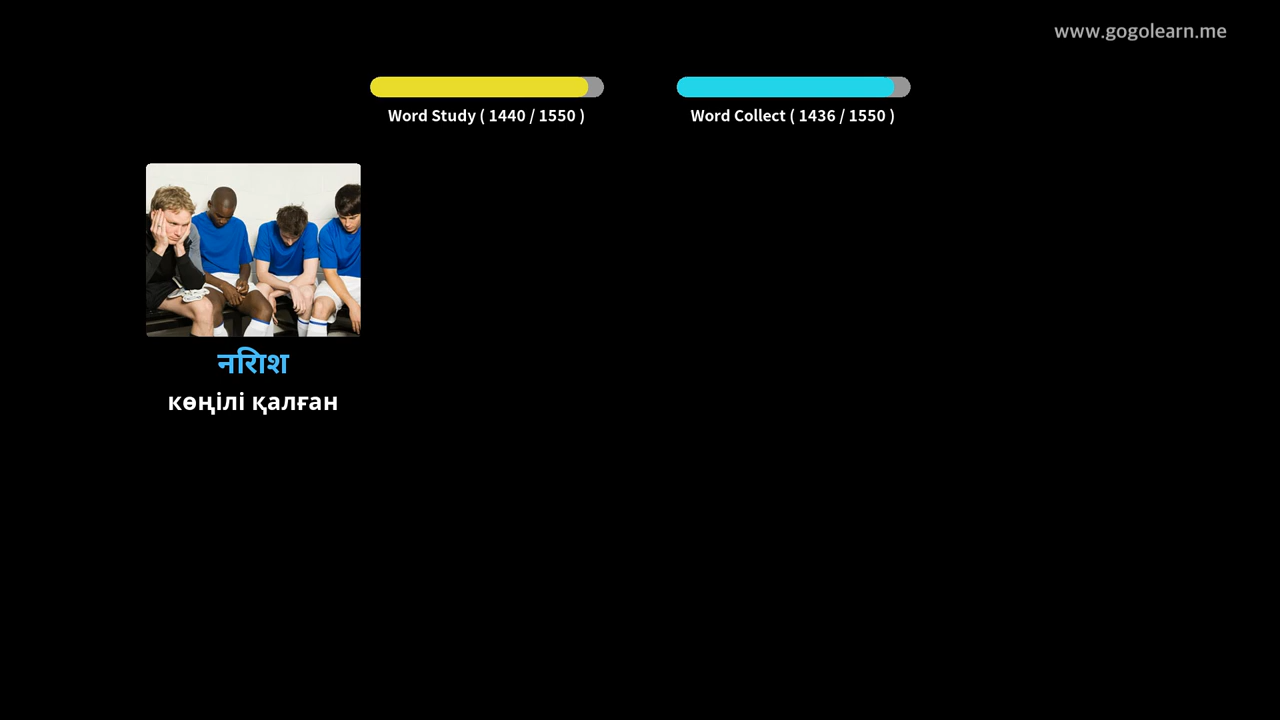 www.gogolearn.me
Word Study ( 1440 / 1550 )
Word Collect ( 1436 / 1550 )
निराश
көңілі қалған